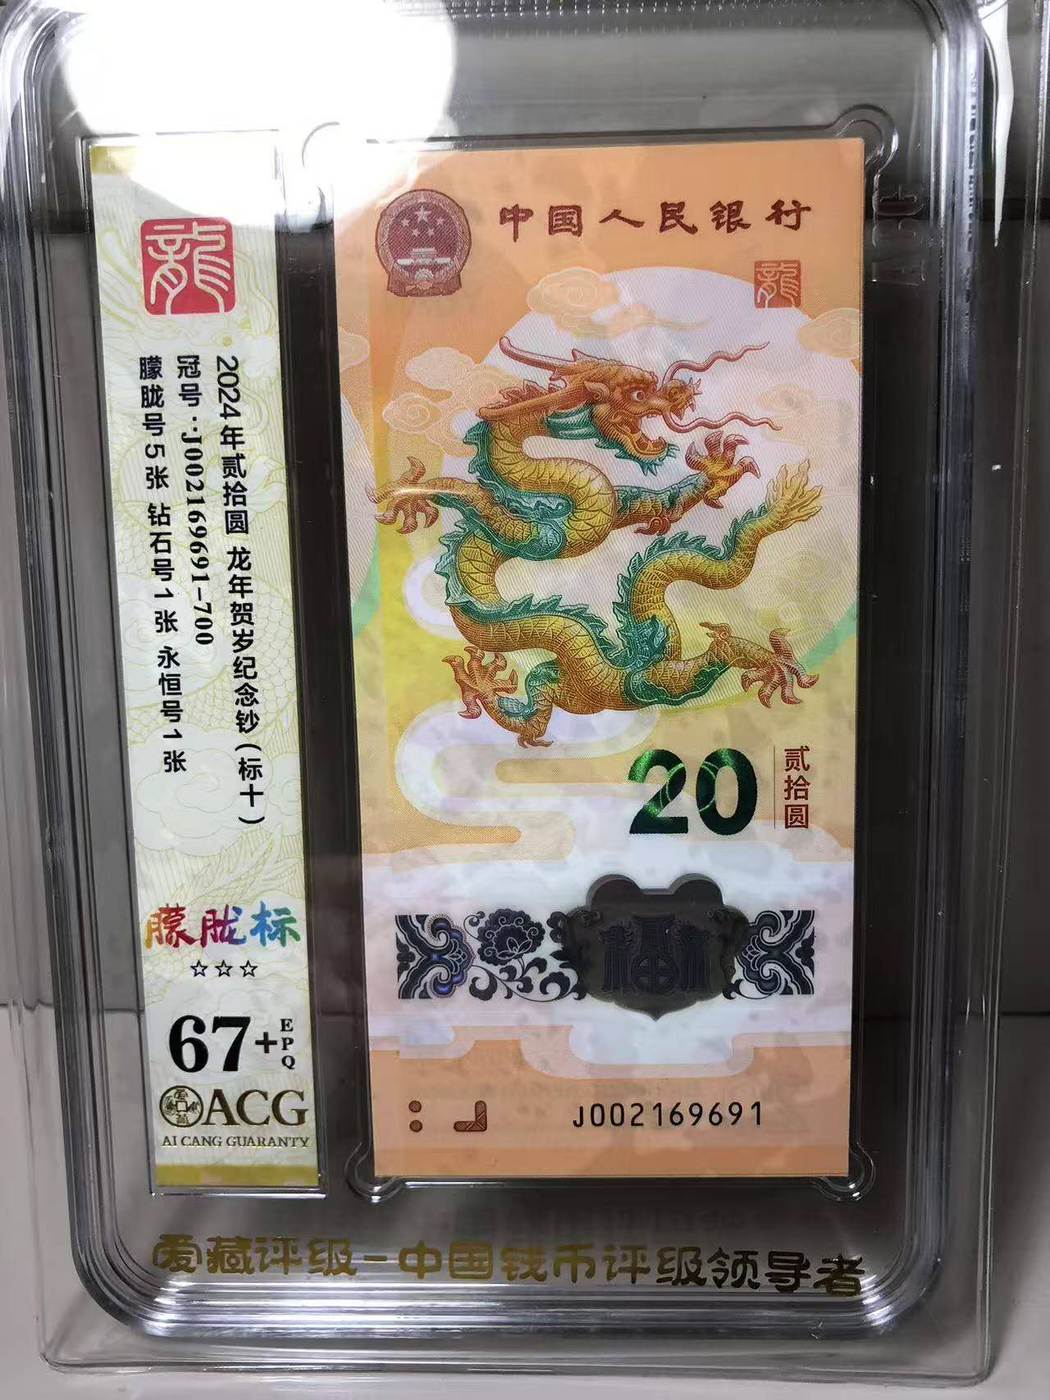 龍
2024年贰拾圆 龙年贺岁纪念钞(标十)
冠号:J002169691-700
朦胧号5张 钻石号1张 永恒号1张
朦胧标
☆☆☆
67+EPQ
ACG
AI CANG GUARANTY
中国人民银行
龍
20
贰拾圆
J002169691
爱藏评级-中国钱币评级领导者